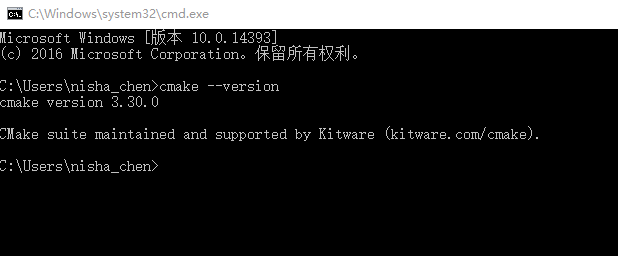 C:\Windows\system32\cmd.exe
Microsoft Windows [版本 10.0.14393]
(c) 2016 Microsoft Corporation。保留所有权利。
C:\Users\nisha_chen>cmake --version
cmake version 3.30.0
CMake suite maintained and supported by Kitware (kitware.com/cmake).
C:\Users\nisha_chen>